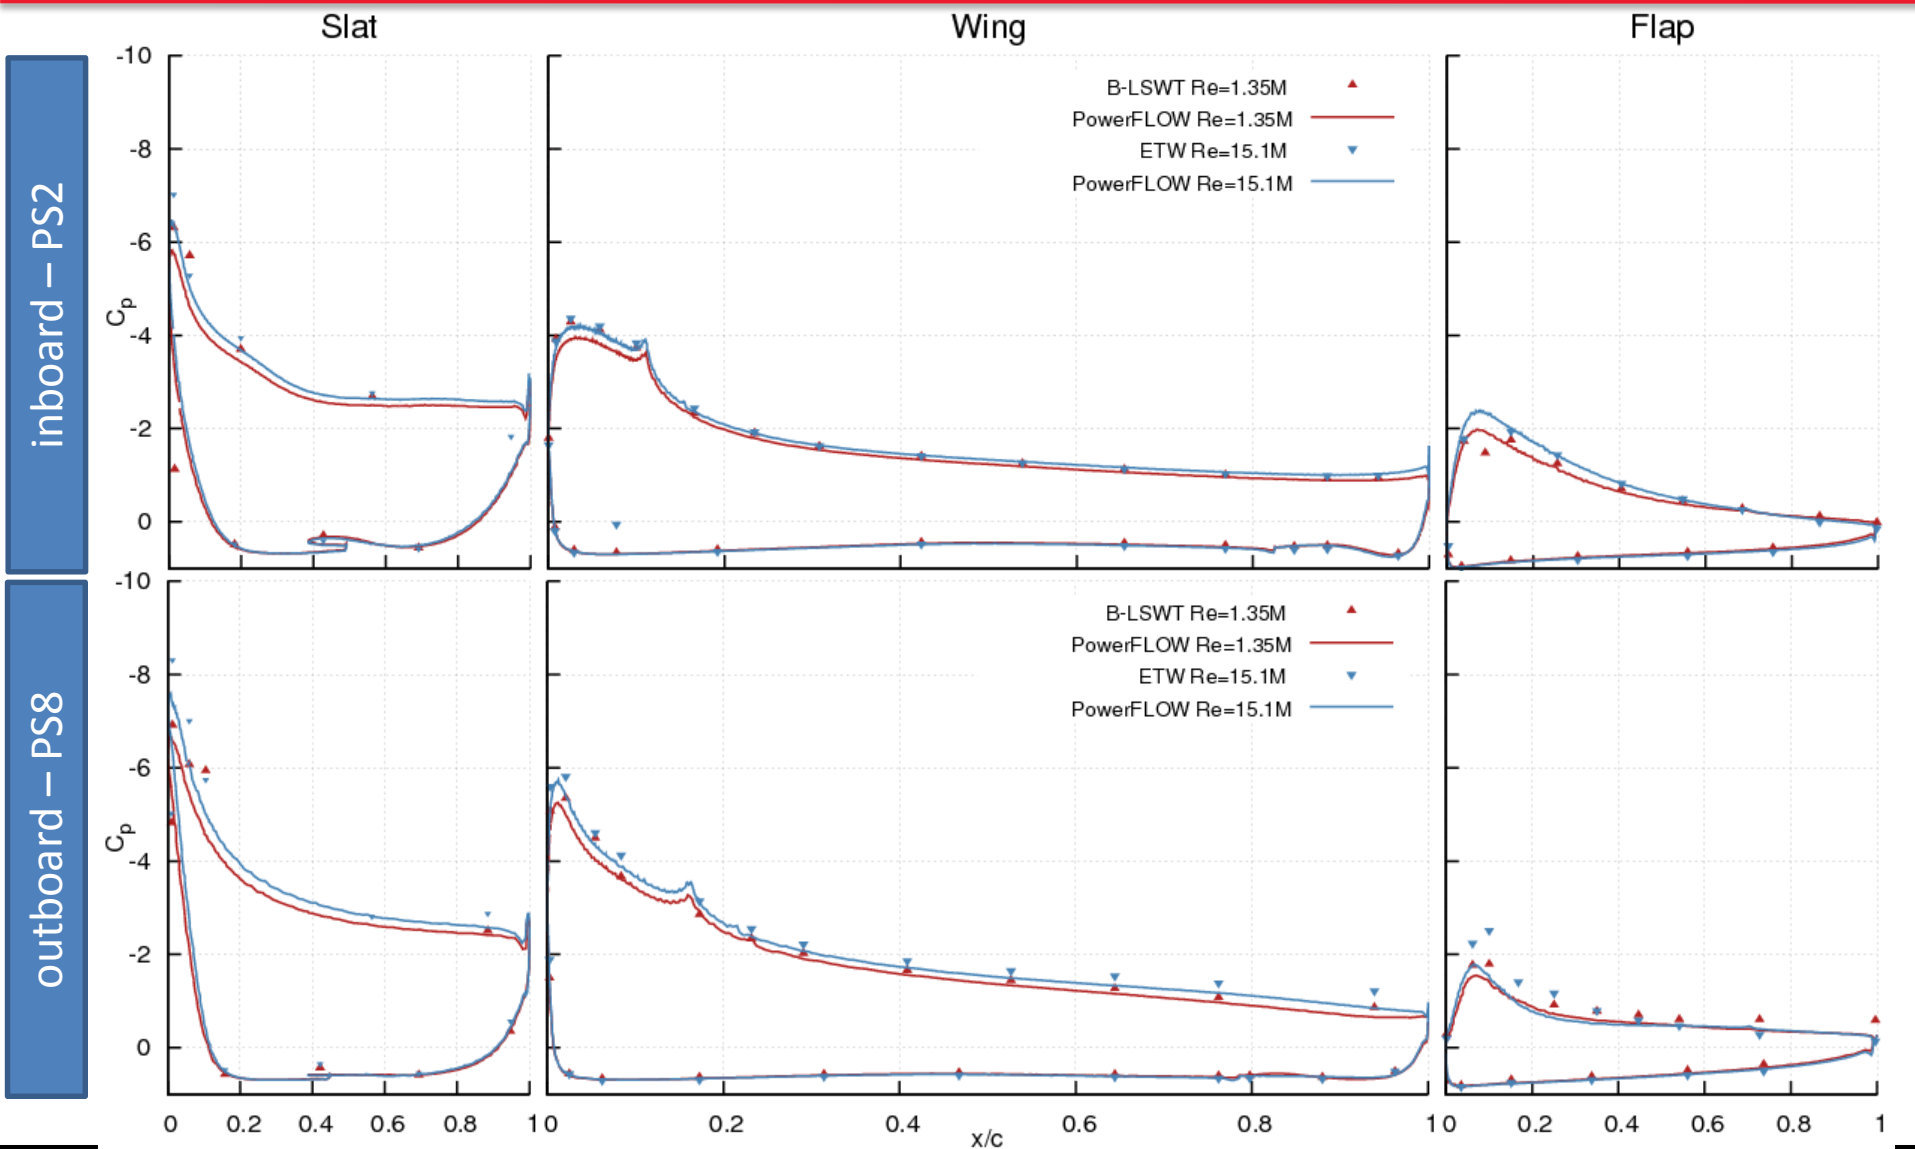 Slat Wing Flap
inboard – PS2
-10
-8
-6
-4
-2
0
Cp
B-LSWT Re=1.35M
PowerFLOW Re=1.35M
ETW Re=15.1M
PowerFLOW Re=15.1M
outboard – PS8
-10
-8
-6
-4
-2
0
Cp
B-LSWT Re=1.35M
PowerFLOW Re=1.35M
ETW Re=15.1M
PowerFLOW Re=15.1M
0 0.2 0.4 0.6 0.8 1 0 0.2 0.4 0.6 0.8 1 0 0.2 0.4 0.6 0.8 1
x/c